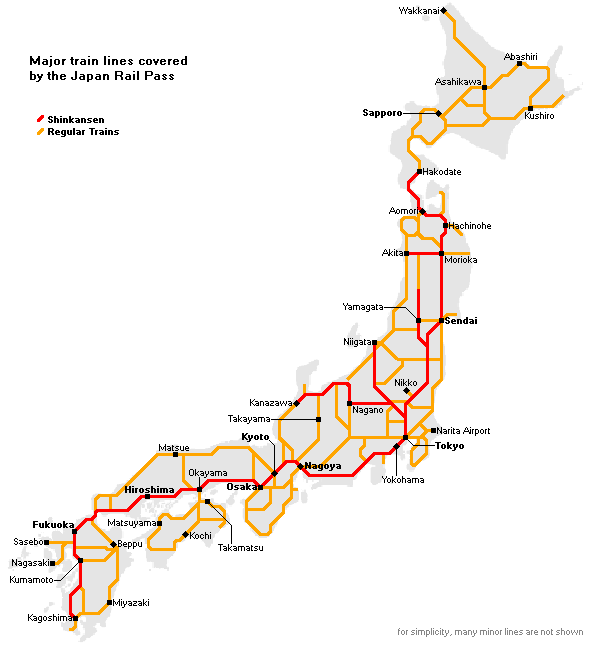 Wakkanai
Major train lines covered
by the Japan Rail Pass
Abashiri
Asahikawa
Shinkansen
Regular Trains
Sapporo
Kushiro
Hakodate
Aomori
Hachinohe
Akita
Morioka
Yamagata
Sendai
Niigata
Nikko
Kanazawa
Nagano
Takayama
Narita Airport
Kyoto
Tokyo
Matsue
Nagoya
Okayama
Yokohama
Hiroshima
Osaka
Fukuoka
Matsuyama
Kochi
Sasebo
Beppu
Takamatsu
Nagasaki
Kumamoto
Miyazaki
Kagoshima
for simplicity, many minor lines are not shown